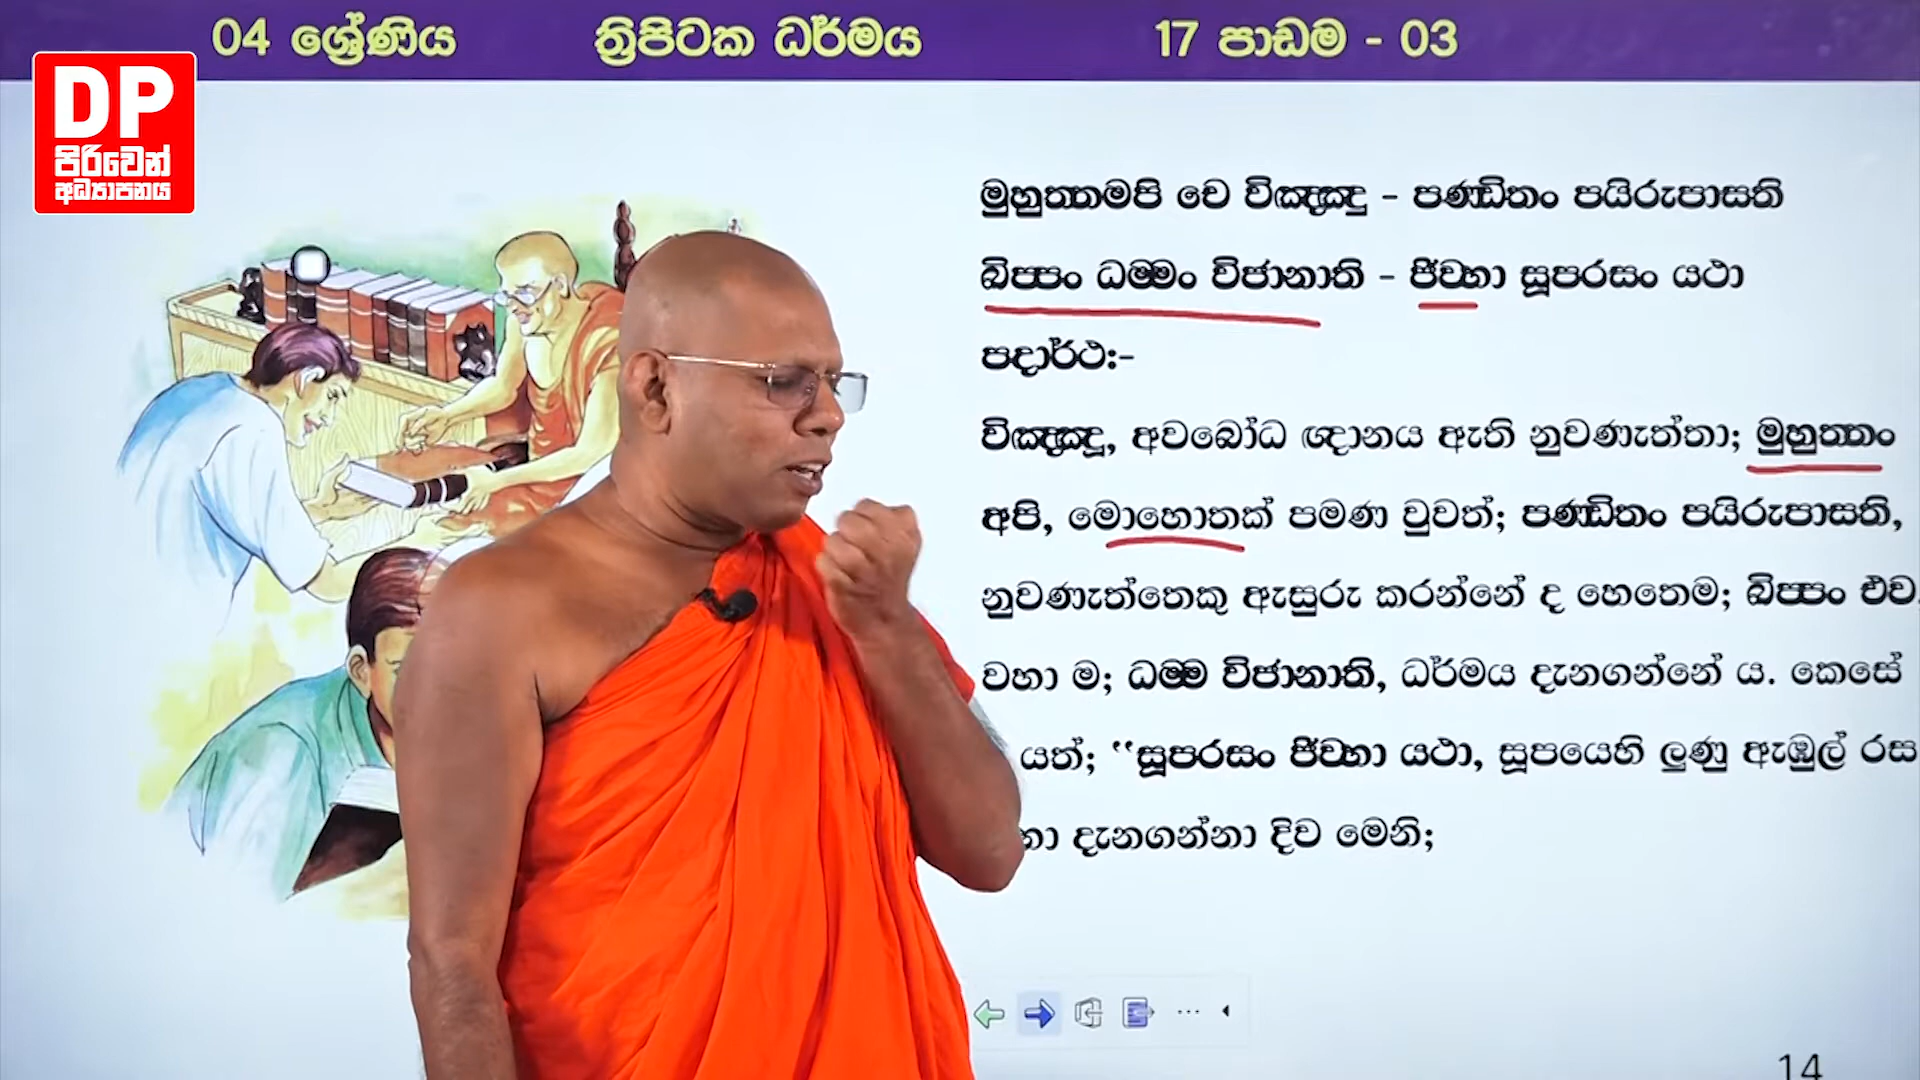 04 ශ්‍රේණිය ත්‍රිපිටක ධර්මය 17 පාඩම - 03
DP
පිරිවෙන්
අධ්‍යාපනය
මුහුත්තමපි චෙ විඤ්ඤු - පණ්ඩිතං පයිරුපාසති
ඛිප්පං ධම්මං විජානාති - ජිව්හා සූපරසං යථා
පදාර්ථ:-
විඤ්ඤූ, අවබෝධ ඥානය ඇති නුවණැත්තා; මුහුත්තං
අපි, මොහොතක් පමණ වුවත්; පණ්ඩිතං පයිරුපාසති,
නුවණැත්තෙකු ඇසුරු කරන්නේ ද හෙතෙම; ඛිප්පං එව,
වහා ම; ධම්ම විජානාති, ධර්මය දැනගන්නේ ය. කෙසේ
යත්; “සූපරසං ජිව්හා යථා, සූපයෙහි ලුණු ඇඹුල් රස
දැනගන්නා දිව මෙනි;
14